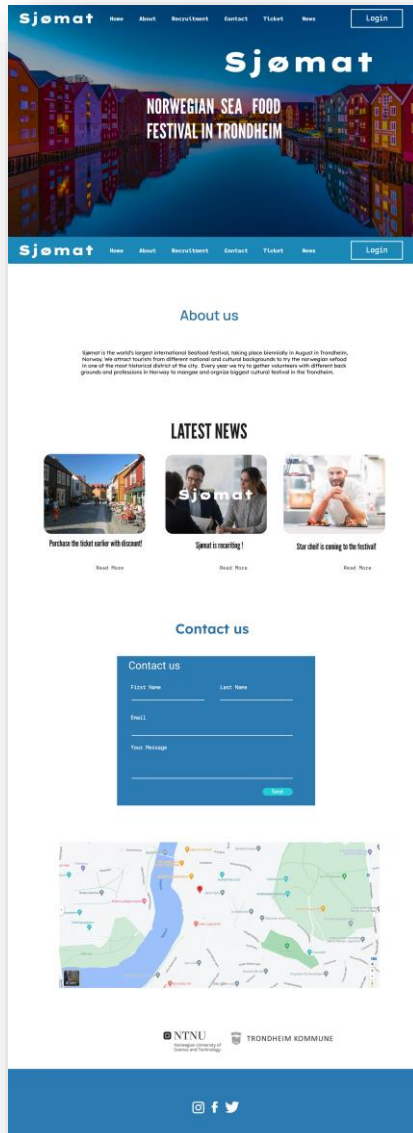 Sjømat Home About Recruitment Contact Ticket News Login
Sjømat
NORWEGIAN SEA FOOD
FESTIVAL IN TRONDHEIM
Sjømat Home About Recruitment Contact Ticket News Login
About us
Sjømat is the world's largest international Seafood festival, taking place biennially in August in Trondheim,
Norway. We attract tourists from different national and cultural backgrounds to try the norwegian sefood
in one of the most historical district of the city. Every year we try to gather volunteers with different back
grounds and professions in Norway to mangae and orgniza biggest cultural festival in the Trondheim.
LATEST NEWS
Sjømat
Purchase the ticket earlier with discount!
Sjømat is recariting !
Star cheif is coming to the festival!
Read More
Read More
Read More
Contact us
Contact us
First Name Last Name
Email
Your Message
Send
NTNU
Norwegian University of
Science and Technology
TRONDHEIM KOMMUNE